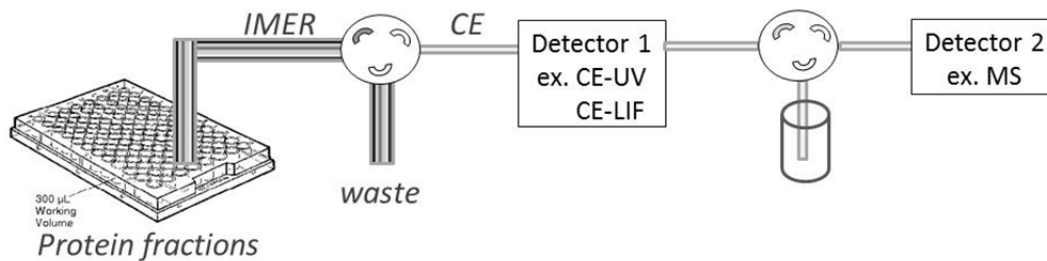 IMER
CE
Detector 1
ex. CE-UV
CE-LIF
Detector 2
ex. MS
waste
300 µL
Working
Volume
Protein fractions